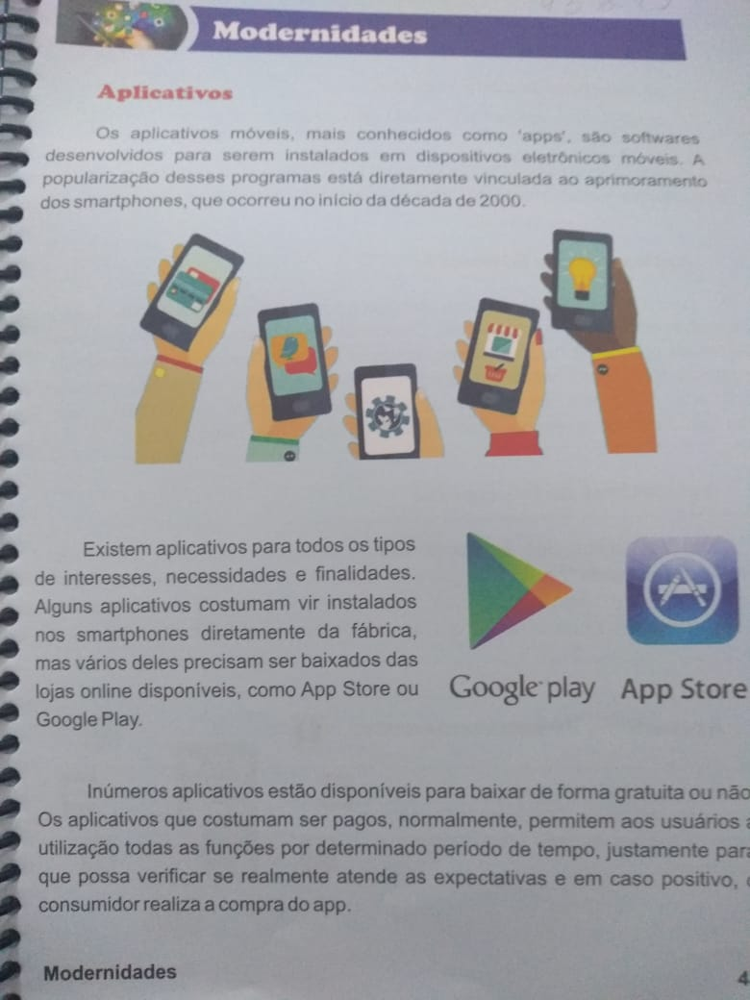 Modernidades
Aplicativos
Os aplicativos móveis, mais conhecidos como 'apps', são softwares
desenvolvidos para serem instalados em dispositivos eletrônicos móveis. A
popularização desses programas está diretamente vinculada ao aprimoramento
dos smartphones, que ocorreu no início da década de 2000.
Existem aplicativos para todos os tipos
de interesses, necessidades e finalidades.
Alguns aplicativos costumam vir instalados
nos smartphones diretamente da fábrica,
mas vários deles precisam ser baixados das
lojas online disponíveis, como App Store ou
Google Play.
Google play
App Store
Inúmeros aplicativos estão disponíveis para baixar de forma gratuita ou não
Os aplicativos que costumam ser pagos, normalmente, permitem aos usuários a
utilização todas as funções por determinado período de tempo, justamente para
que possa verificar se realmente atende as expectativas e em caso positivo, o
consumidor realiza a compra do app.
Modernidades
4